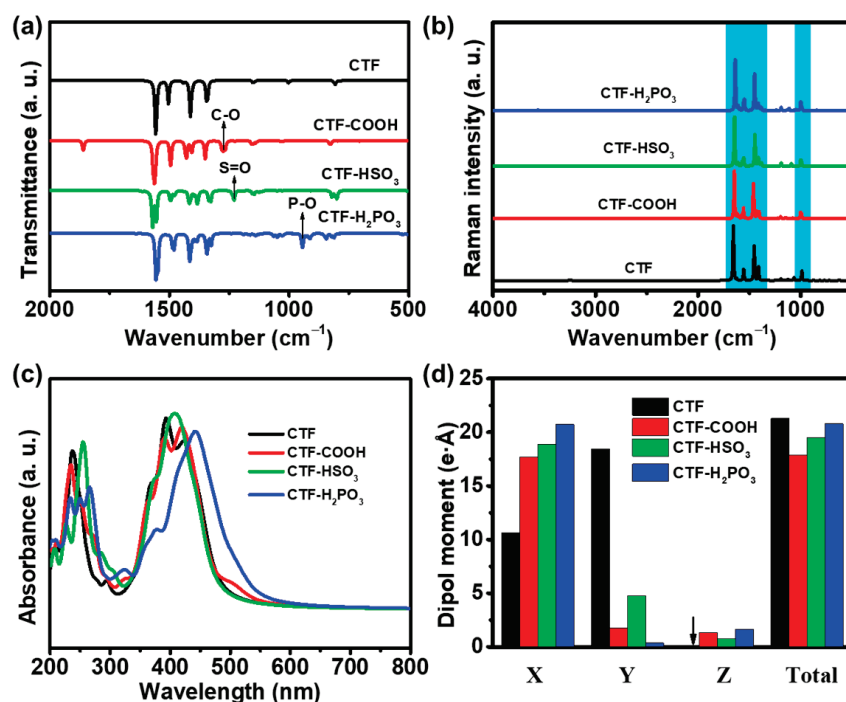 (a)
CTF
C-O
CTF-COOH
S=O
CTF-HSO₃
P-O
CTF-H₂PO₃
Transmittance (a. u.)
2000 1500 1000 500
Wavenumber (cm⁻¹)
(b)
CTF-H₂PO₃
CTF-HSO₃
CTF-COOH
CTF
Raman intensity (a. u.)
4000 3000 2000 1000
Wavenumber (cm⁻¹)
(c)
CTF
CTF-COOH
CTF-HSO₃
CTF-H₂PO₃
Absorbance (a. u.)
200 300 400 500 600 700 800
Wavelength (nm)
(d)
25
20
15
10
5
0
CTF
CTF-COOH
CTF-HSO₃
CTF-H₂PO₃
Dipol moment (e·Å)
X Y Z Total